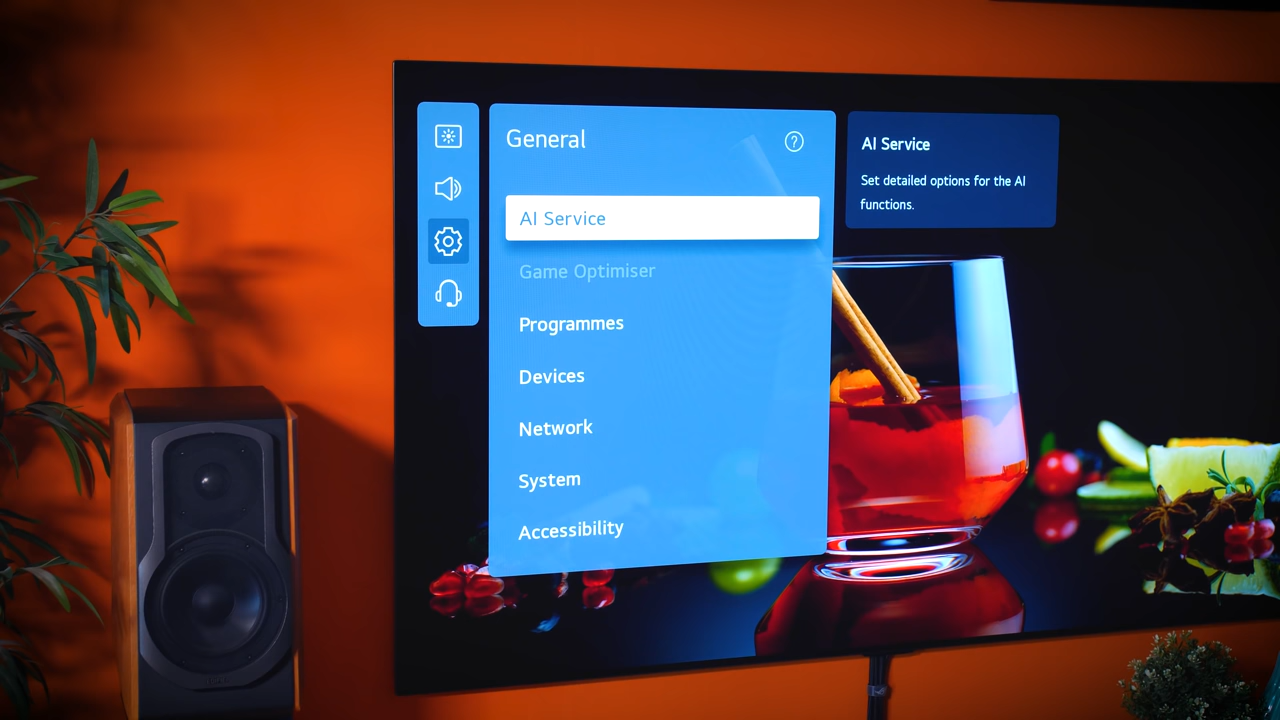 General
AI Service
Game Optimiser
Programmes
Devices
Network
System
Accessibility
AI Service
Set detailed options for the AI
functions.